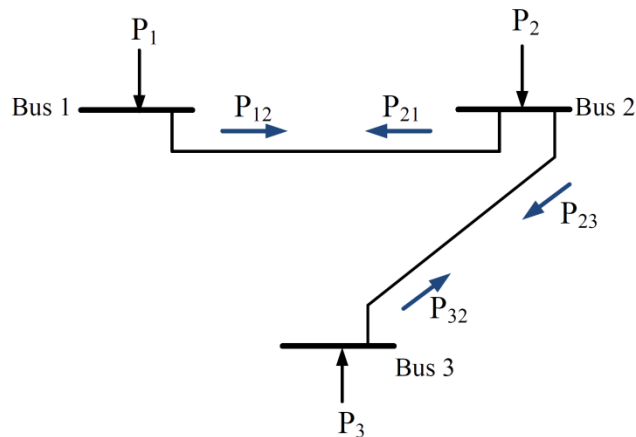 P₁
P₂
Bus 1
P₁₂
P₂₁
Bus 2
P₂₃
P₃₂
Bus 3
P₃